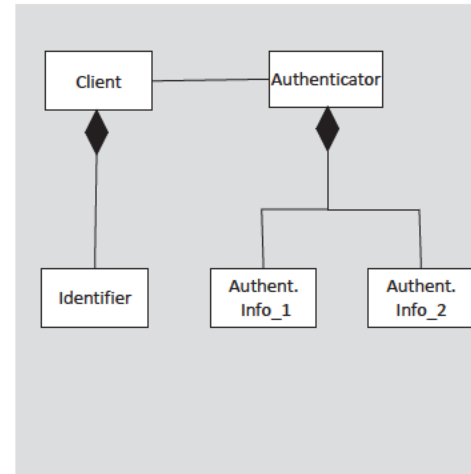 Client
Authenticator
Identifier
Authent.
Info_1
Authent.
Info_2